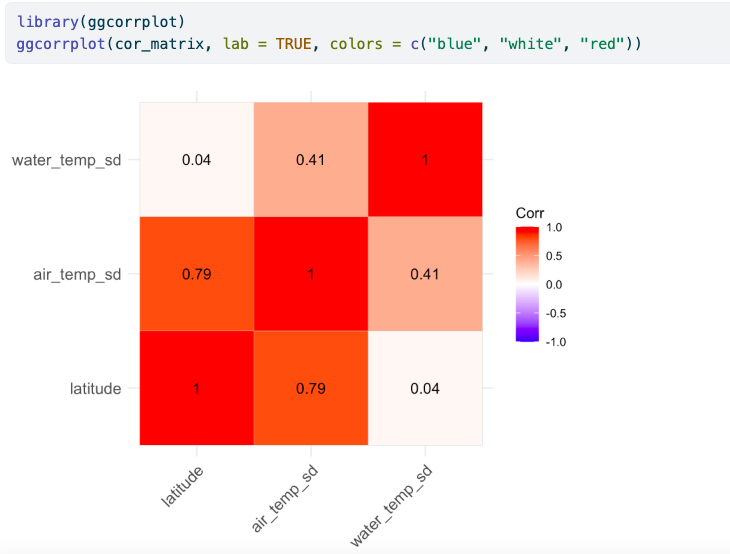 library(ggcorrplot)
ggcorrplot(cor_matrix, lab = TRUE, colors = c("blue", "white", "red"))
water_temp_sd 0.04 0.41 1
air_temp_sd 0.79 1 0.41
latitude 1 0.79 0.04
latitude air_temp_sd water_temp_sd
Corr
1.0
0.5
0.0
-0.5
-1.0